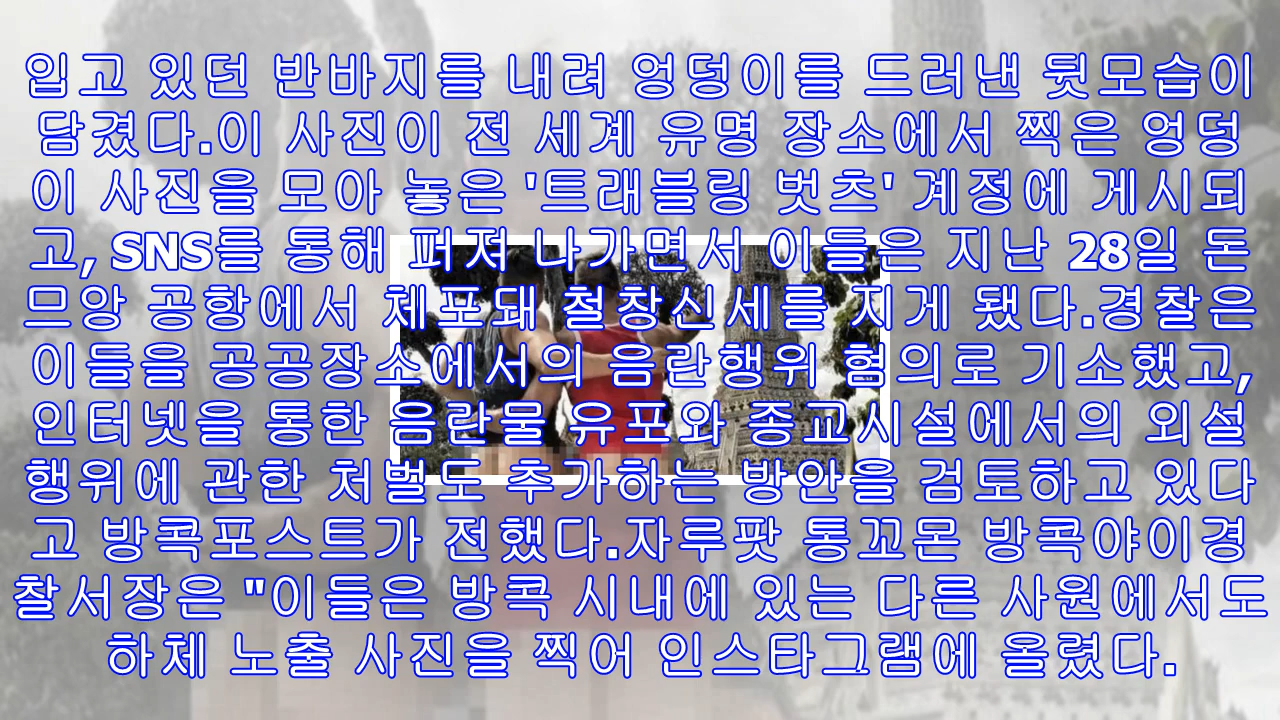 입고 있던 반바지를 내려 엉덩이를 드러낸 뒷모습이
담겼다.이 사진이 전 세계 유명 장소에서 찍은 엉덩
이 사진을 모아 놓은 '트래블링 벗츠' 계정에 게시되
고, SNS를 통해 퍼져 나가면서 이들은 지난 28일 돈
므앙 공항에서 체포돼 철창신세를 지게 됐다.경찰은
이들을 공공장소에서의 음란행위 혐의로 기소했고,
인터넷을 통한 음란물 유포와 종교시설에서의 외설
행위에 관한 처벌도 추가하는 방안을 검토하고 있다
고 방콕포스트가 전했다.자루팟 통꼬몬 방콕야이경
찰서장은 "이들은 방콕 시내에 있는 다른 사원에서도
하체 노출 사진을 찍어 인스타그램에 올렸다.